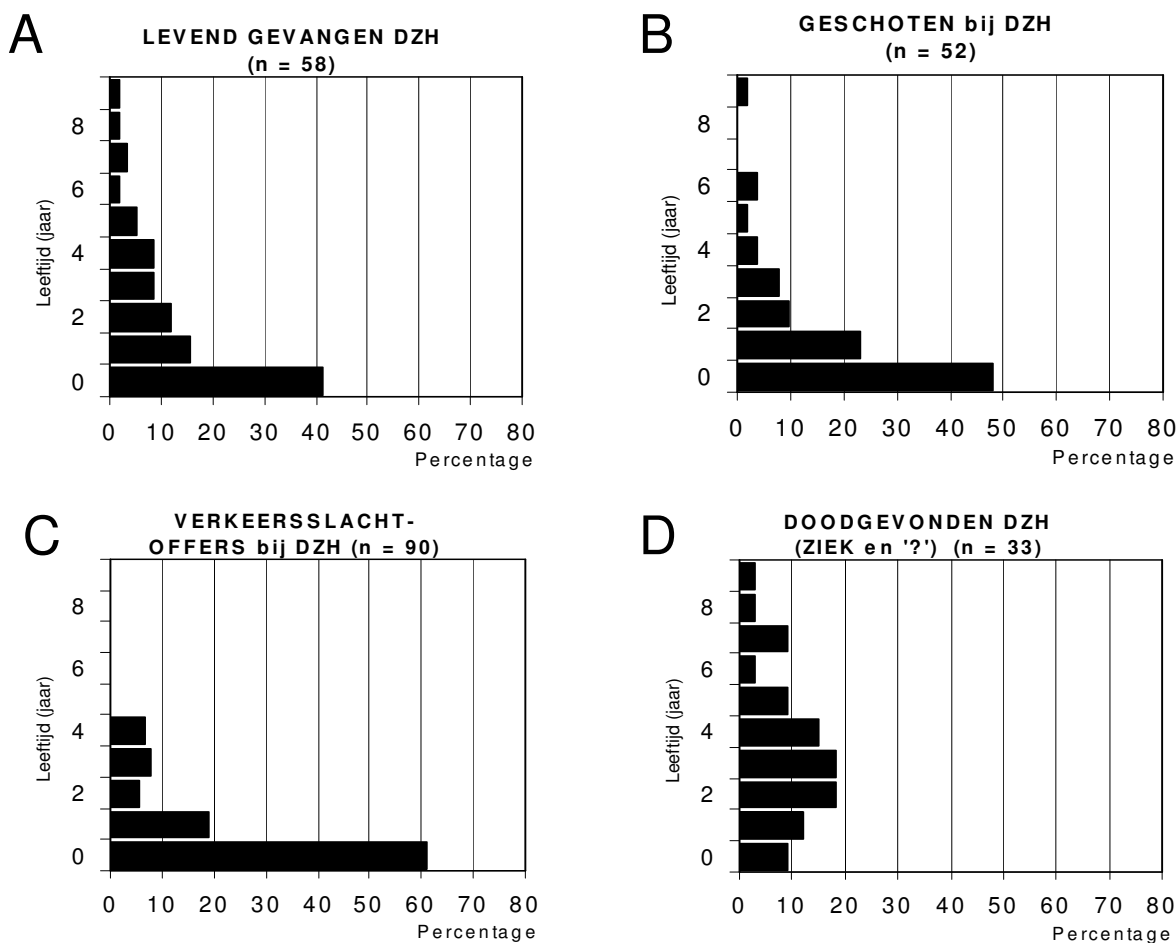 A
LEVEND GEVANGEN DZH
(n = 58)
Leeftijd (jaar)
8
6
4
2
0
0 10 20 30 40 50 60 70 80
Percentage
B
GESCHOTEN bij DZH
(n = 52)
Leeftijd (jaar)
8
6
4
2
0
0 10 20 30 40 50 60 70 80
Percentage
C
VERKEERSSLACHT-
OFFERS bij DZH (n = 90)
Leeftijd (jaar)
8
6
4
2
0
0 10 20 30 40 50 60 70 80
Percentage
D
DOODGEVONDEN DZH
(ZIEK en '?') (n = 33)
Leeftijd (jaar)
8
6
4
2
0
0 10 20 30 40 50 60 70 80
Percentage